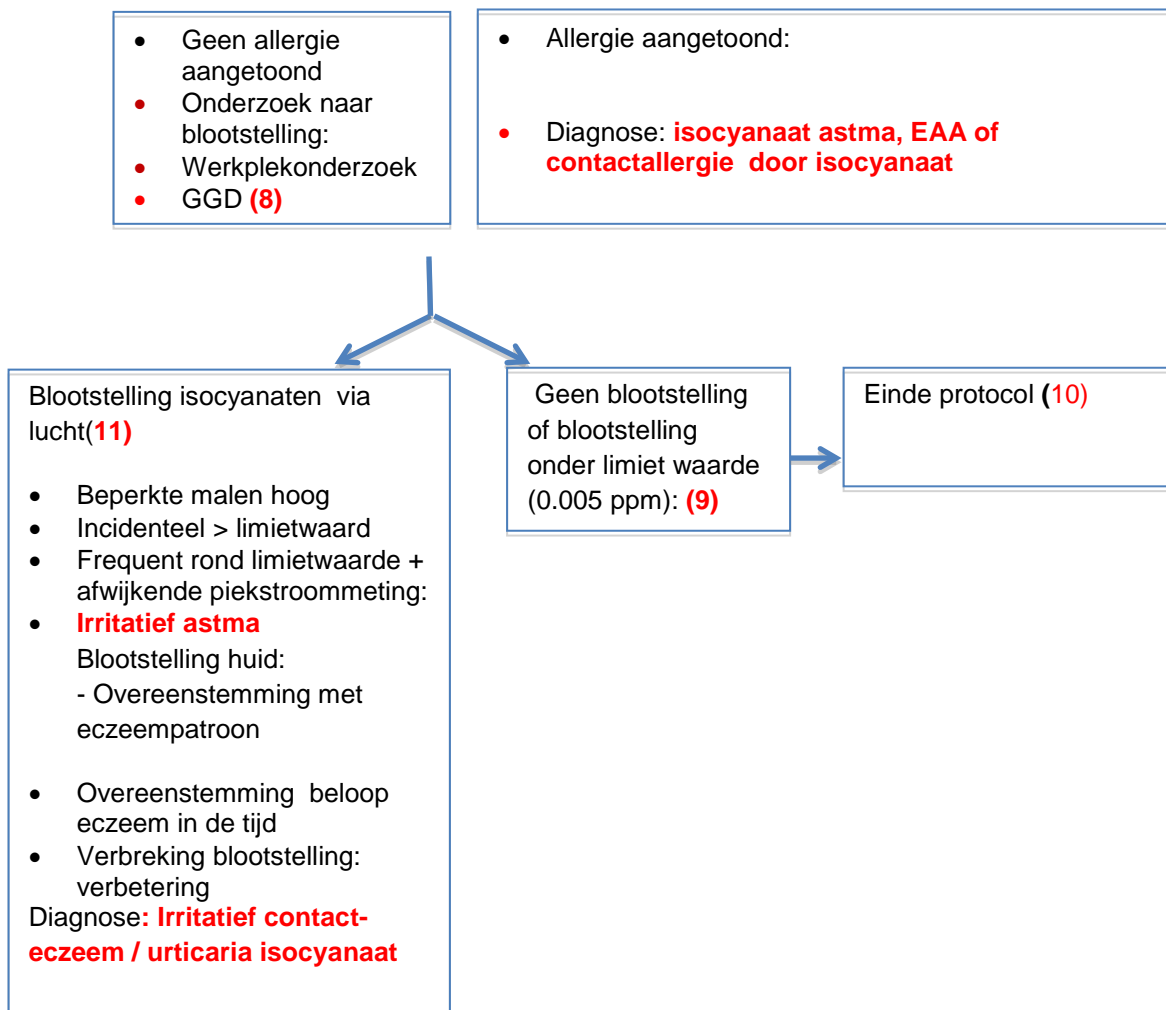 • Geen allergie
aangetoond
• Onderzoek naar
blootstelling:
• Werkplekonderzoek
• GGD (8)
• Allergie aangetoond:
• Diagnose: isocyanaat astma, EAA of
contactallergie door isocyanaat
Blootstelling isocyanaten via
lucht(11)
• Beperkte malen hoog
• Incidenteel > limietwaard
• Frequent rond limietwaarde +
afwijkende piekstroommeting:
• Irritatief astma
Blootstelling huid:
- Overeenstemming met
eczeempatroon
• Overeenstemming beloop
eczeem in de tijd
• Verbreking blootstelling:
verbetering
Diagnose: Irritatief contact-
eczeem / urticaria isocyanaat
Geen blootstelling
of blootstelling
onder limiet waarde
(0.005 ppm): (9)
Einde protocol (10)